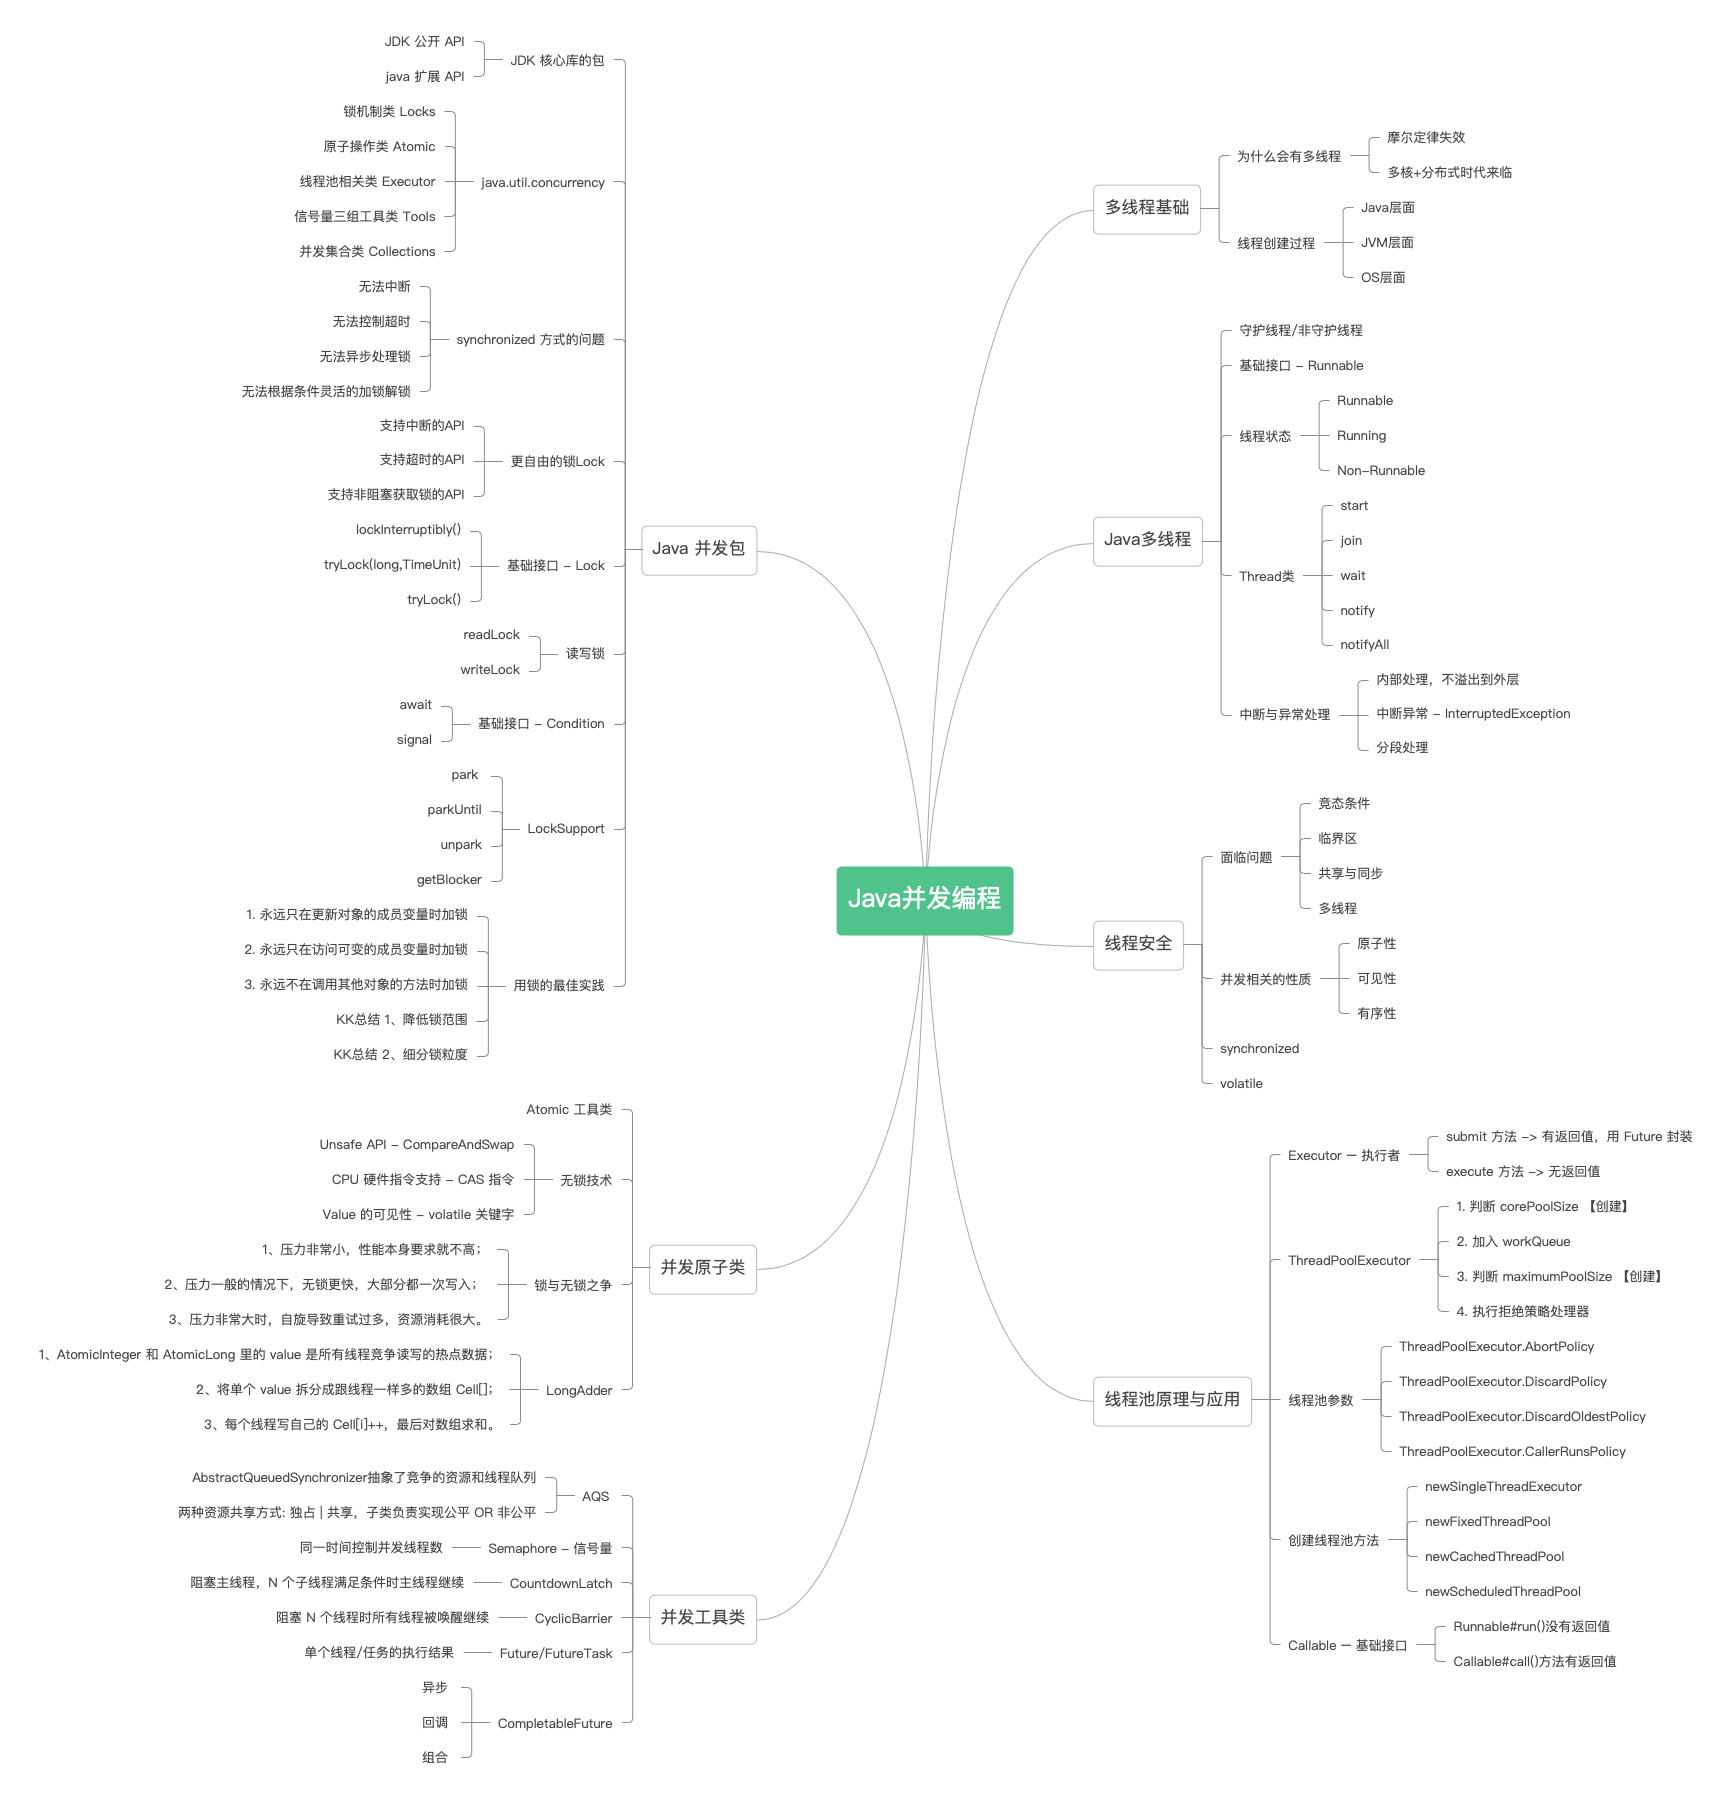 Java并发编程
多线程基础
为什么会有多线程
摩尔定律失效
多核+分布式时代来临
线程创建过程
Java层面
JVM层面
OS层面
Java多线程
守护线程/非守护线程
基础接口 - Runnable
线程状态
Runnable
Running
Non-Runnable
Thread类
start
join
wait
notify
notifyAll
中断与异常处理
内部处理，不溢出到外层
中断异常 - InterruptedException
分段处理
线程安全
面临问题
竞态条件
临界区
共享与同步
多线程
并发相关的性质
原子性
可见性
有序性
synchronized
volatile
线程池原理与应用
Executor — 执行者
submit 方法 -> 有返回值，用 Future 封装
execute 方法 -> 无返回值
ThreadPoolExecutor
1. 判断 corePoolSize 【创建】
2. 加入 workQueue
3. 判断 maximumPoolSize 【创建】
4. 执行拒绝策略处理器
线程池参数
ThreadPoolExecutor.AbortPolicy
ThreadPoolExecutor.DiscardPolicy
ThreadPoolExecutor.DiscardOldestPolicy
ThreadPoolExecutor.CallerRunsPolicy
创建线程池方法
newSingleThreadExecutor
newFixedThreadPool
newCachedThreadPool
newScheduledThreadPool
Callable — 基础接口
Runnable#run()没有返回值
Callable#call()方法有返回值
Java 并发包
JDK 核心库的包
JDK 公开 API
java 扩展 API
java.util.concurrency
锁机制类 Locks
原子操作类 Atomic
线程池相关类 Executor
信号量三组工具类 Tools
并发集合类 Collections
synchronized 方式的问题
无法中断
无法控制超时
无法异步处理锁
无法根据条件灵活的加锁解锁
更自由的锁Lock
支持中断的API
支持超时的API
支持非阻塞获取锁的API
基础接口 - Lock
lockInterruptibly()
tryLock(long,TimeUnit)
tryLock()
读写锁
readLock
writeLock
基础接口 - Condition
await
signal
LockSupport
park
parkUntil
unpark
getBlocker
用锁的最佳实践
1. 永远只在更新对象的成员变量时加锁
2. 永远只在访问可变的成员变量时加锁
3. 永远不在调用其他对象的方法时加锁
KK总结 1、降低锁范围
KK总结 2、细分锁粒度
并发原子类
Atomic 工具类
无锁技术
Unsafe API - CompareAndSwap
CPU 硬件指令支持 - CAS 指令
Value 的可见性 - volatile 关键字
锁与无锁之争
1、压力非常小，性能本身要求就不高；
2、压力一般的情况下，无锁更快，大部分都一次写入；
3、压力非常大时，自旋导致重试过多，资源消耗很大。
LongAdder
1、AtomicInteger 和 AtomicLong 里的 value 是所有线程竞争读写的热点数据；
2、将单个 value 拆分成跟线程一样多的数组 Cell[]；
3、每个线程写自己的 Cell[i]++，最后对数组求和。
并发工具类
AQS
AbstractQueuedSynchronizer抽象了竞争的资源和线程队列
两种资源共享方式: 独占 | 共享，子类负责实现公平 OR 非公平
Semaphore - 信号量
同一时间控制并发线程数
CountdownLatch
阻塞主线程，N 个子线程满足条件时主线程继续
CyclicBarrier
阻塞 N 个线程时所有线程被唤醒继续
Future/FutureTask
单个线程/任务的执行结果
CompletableFuture
异步
回调
组合